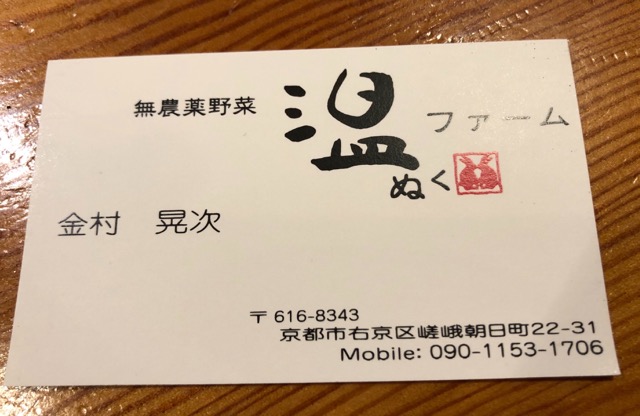 無農薬野菜
温 ファーム
ぬく
金村 晃次
〒616-8343
京都市右京区嵯峨朝日町22-31
Mobile: 090-1153-1706